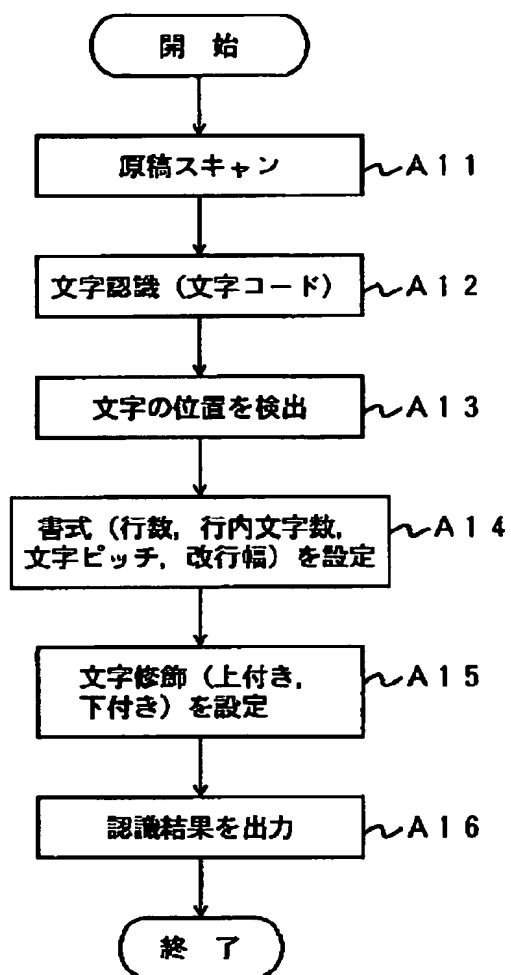 開 始
原稿スキャン
A11
文字認識（文字コード）
A12
文字の位置を検出
A13
書式（行数，行内文字数，
文字ピッチ，改行幅）を設定
A14
文字修飾（上付き，
下付き）を設定
A15
認識結果を出力
A16
終 了